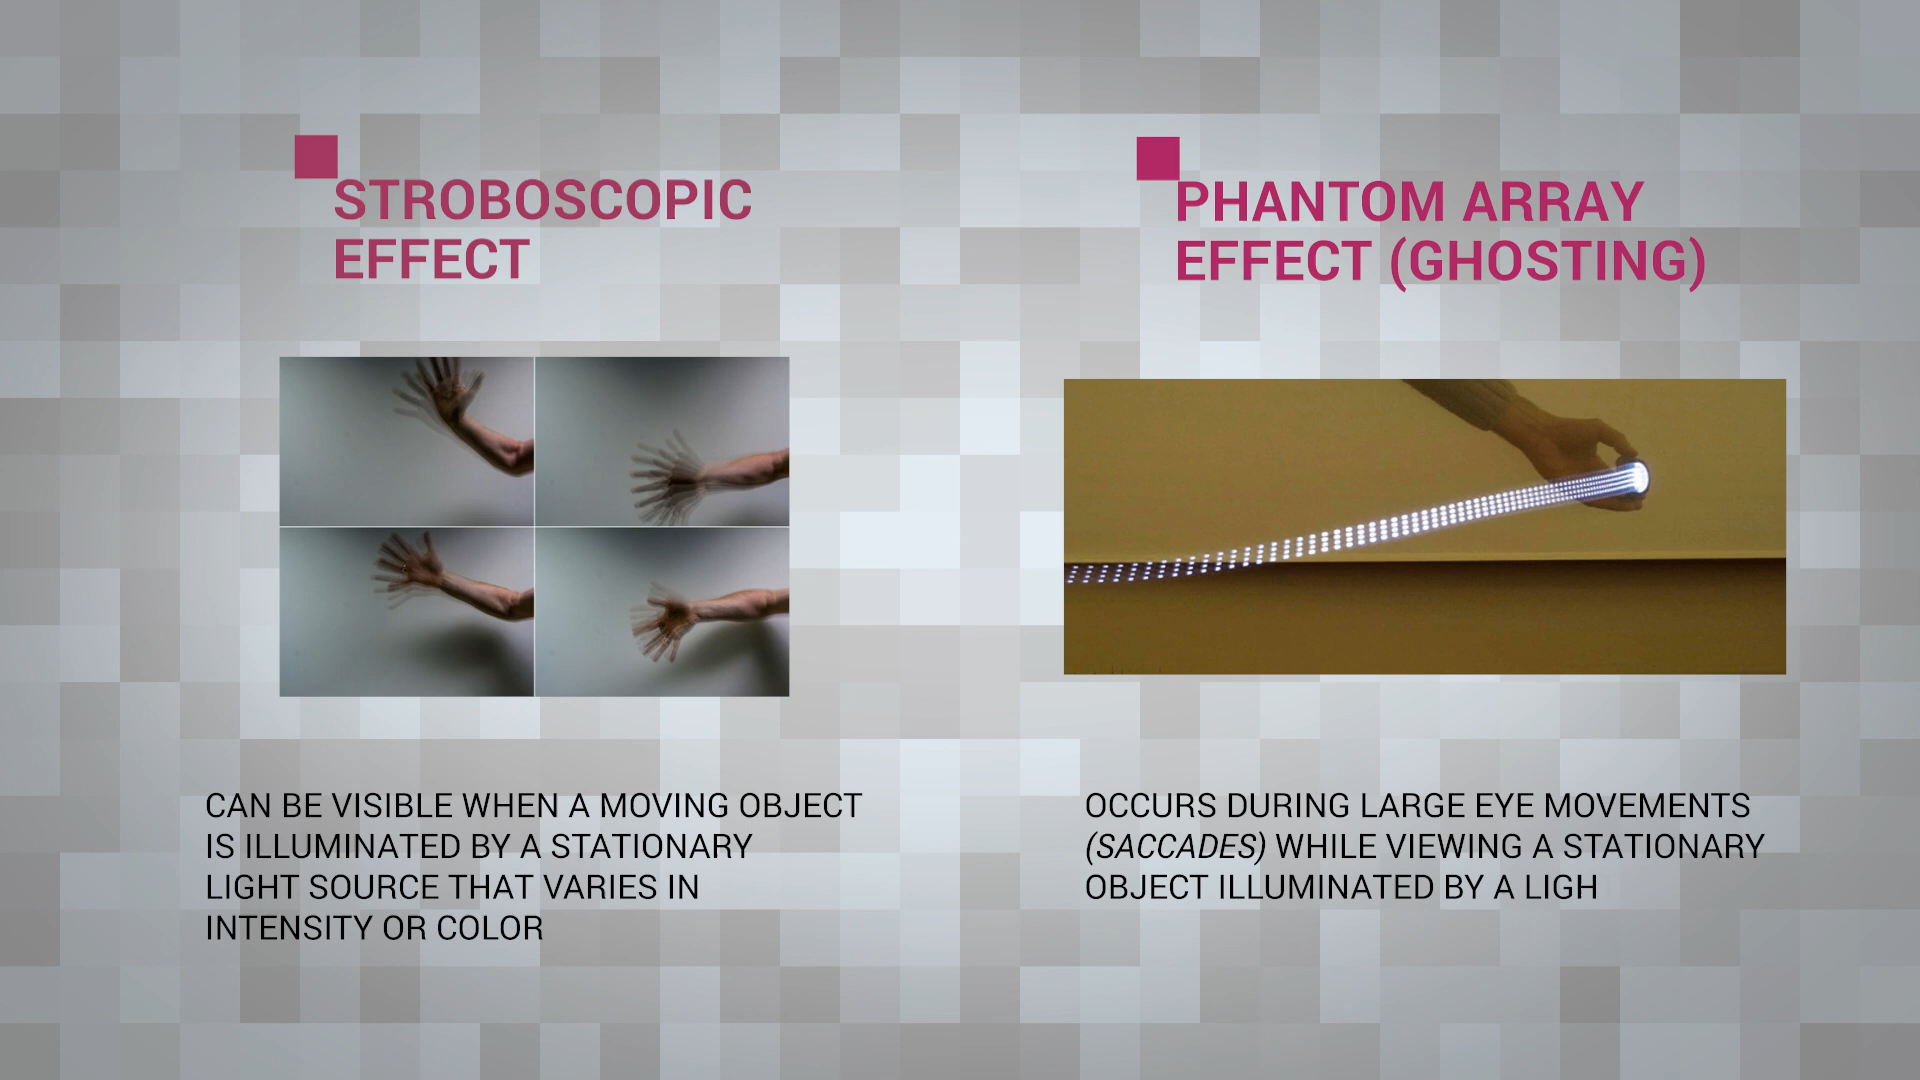 STROBOSCOPIC
EFFECT
CAN BE VISIBLE WHEN A MOVING OBJECT
IS ILLUMINATED BY A STATIONARY
LIGHT SOURCE THAT VARIES IN
INTENSITY OR COLOR
PHANTOM ARRAY
EFFECT (GHOSTING)
OCCURS DURING LARGE EYE MOVEMENTS
(SACCADES) WHILE VIEWING A STATIONARY
OBJECT ILLUMINATED BY A LIGH